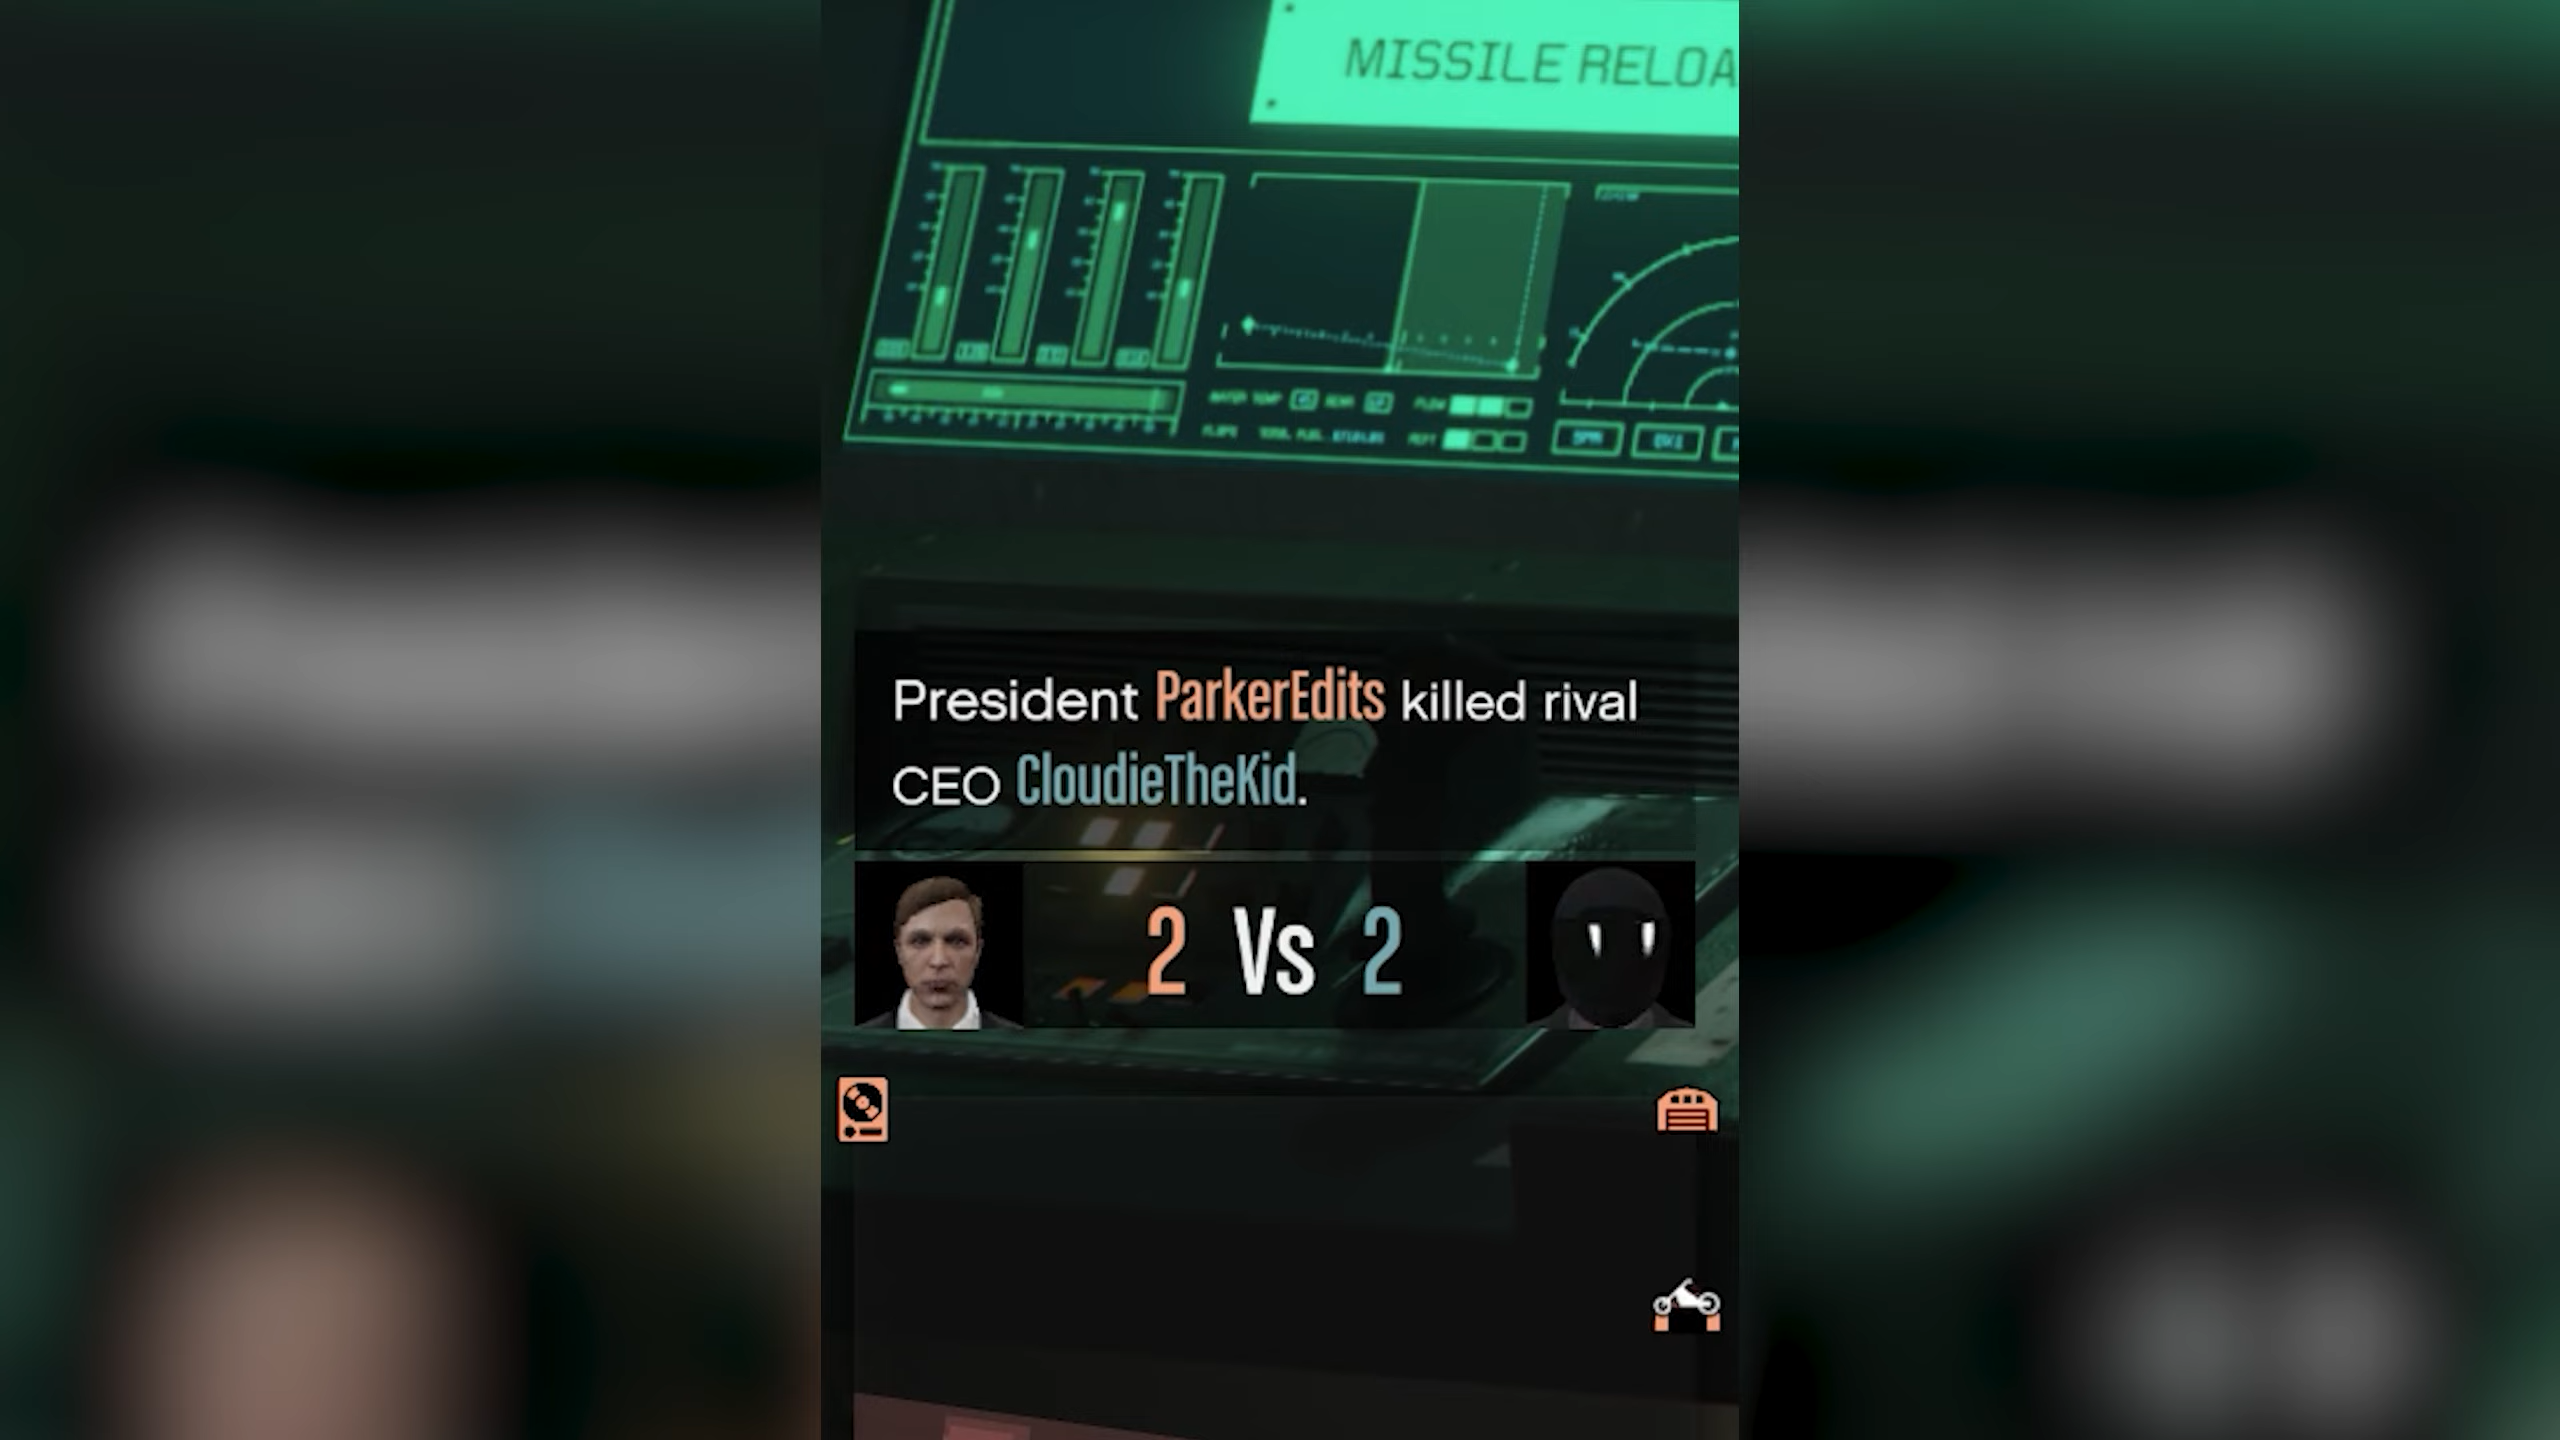 MISSILE RELOA
President ParkerEdits killed rival
CEO CloudieTheKid.
2 Vs 2